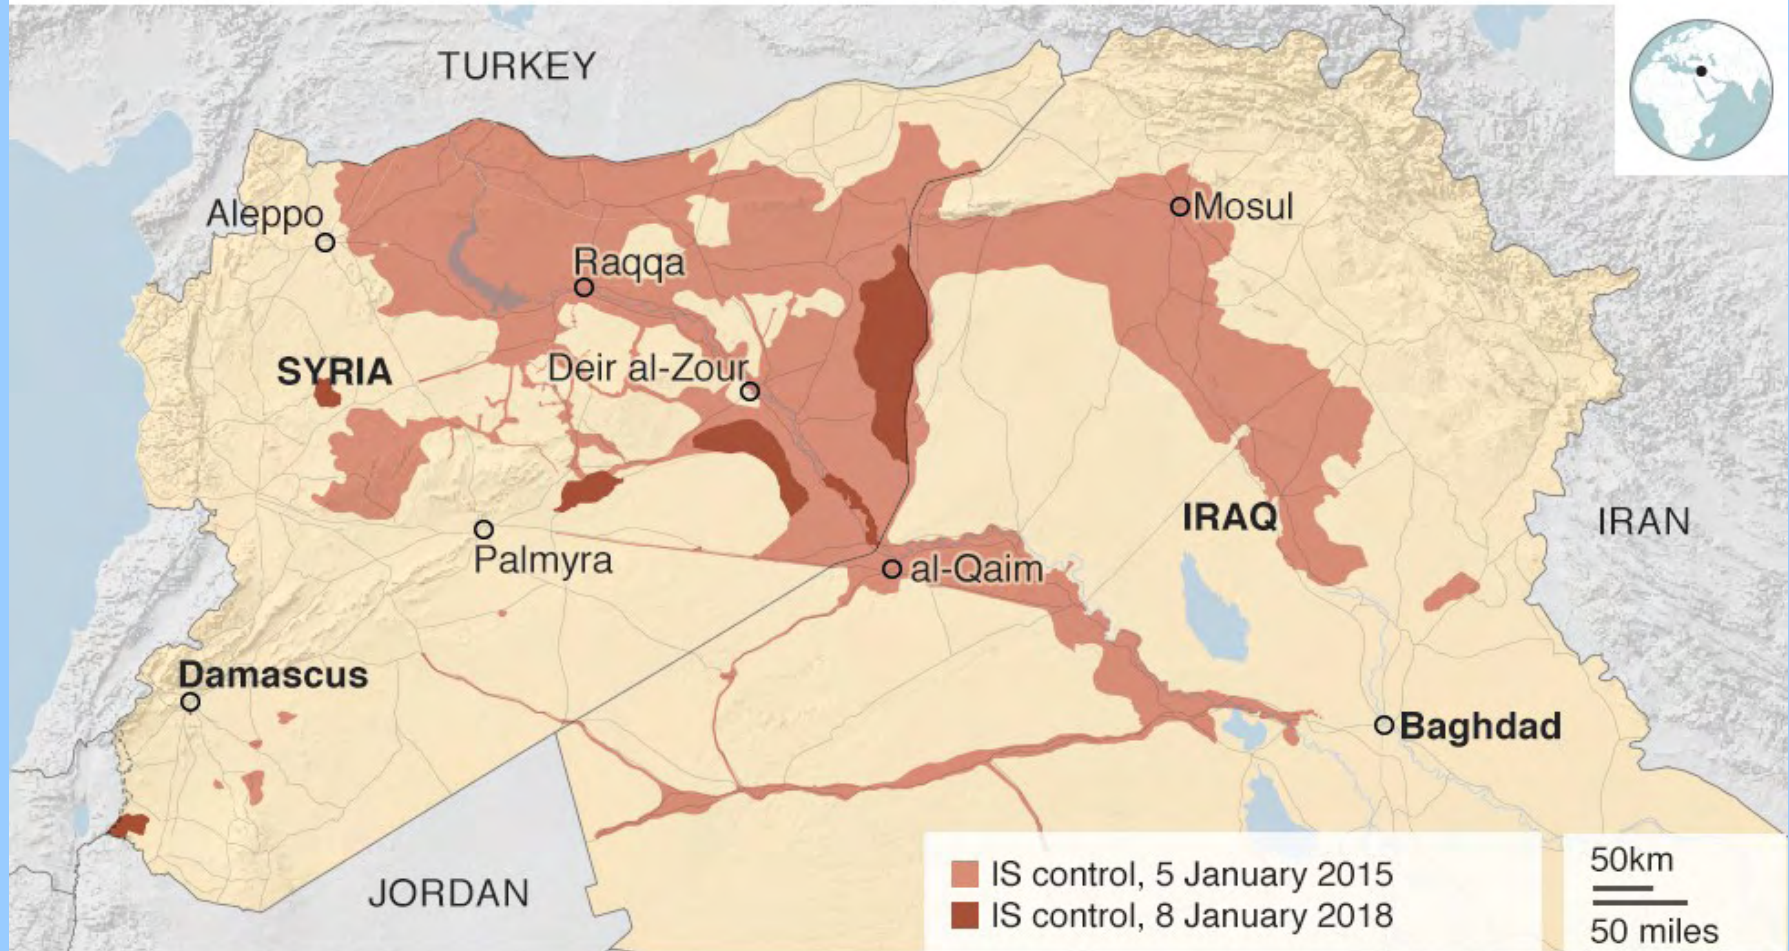 TURKEY
Aleppo
Mosul
Raqqa
SYRIA
Deir al-Zour
IRAQ
IRAN
Palmyra
al-Qaim
Damascus
Baghdad
JORDAN
IS control, 5 January 2015
IS control, 8 January 2018
50km
50 miles